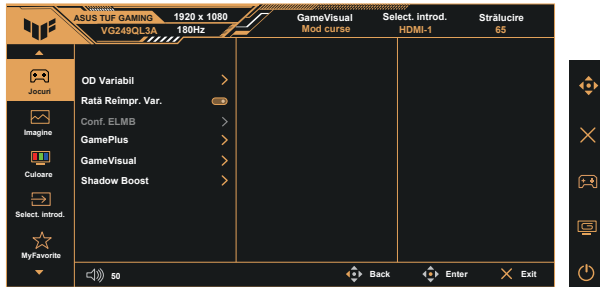 ASUS TUF GAMING 1920 x 1080
VG249QL3A 180Hz
GameVisual
Mod curse
Select. introd.
HDMI-1
Strălucire
65
Jocuri
Imagine
Culoare
Select. introd.
MyFavorite
OD Variabil
Rată Reîmpr. Var.
Conf. ELMB
GamePlus
GameVisual
Shadow Boost
50
Back
Enter
Exit